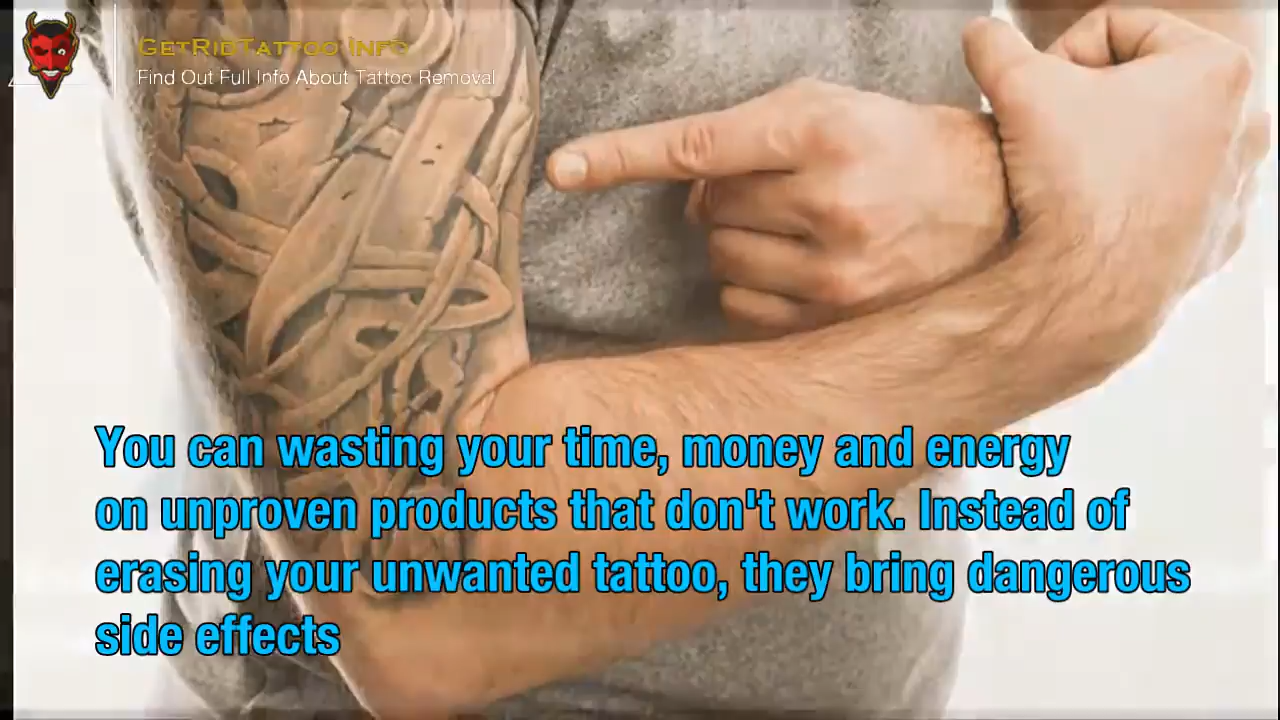 GetRidTattoo Info
Find Out Full Info About Tattoo Removal
You can wasting your time, money and energy
on unproven products that don't work. Instead of
erasing your unwanted tattoo, they bring dangerous
side effects